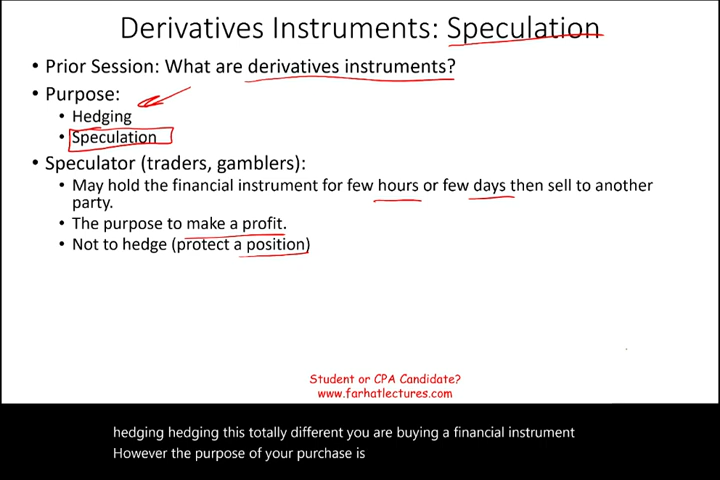 Derivatives Instruments: Speculation
• Prior Session: What are derivatives instruments?
• Purpose:
• Hedging
• Speculation
• Speculator (traders, gamblers):
• May hold the financial instrument for few hours or few days then sell to another
party.
• The purpose to make a profit.
• Not to hedge (protect a position)
Student or CPA Candidate?
www.farhatlectures.com
hedging hedging this totally different you are buying a financial instrument
However the purpose of your purchase is